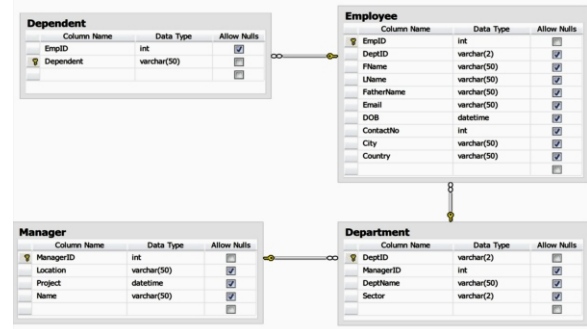 Dependent
Column Name Data Type Allow Nulls
EmpID int
Dependent varchar(50)
Employee
Column Name Data Type Allow Nulls
EmpID int
DeptID varchar(2)
FName varchar(50)
LName varchar(50)
FatherName varchar(50)
Email varchar(50)
DOB datetime
ContactNo int
City varchar(50)
Country varchar(50)
Manager
Column Name Data Type Allow Nulls
ManagerID int
Location varchar(50)
Project datetime
Name varchar(50)
Department
Column Name Data Type Allow Nulls
DeptID varchar(2)
ManagerID int
DeptName varchar(50)
Sector varchar(2)